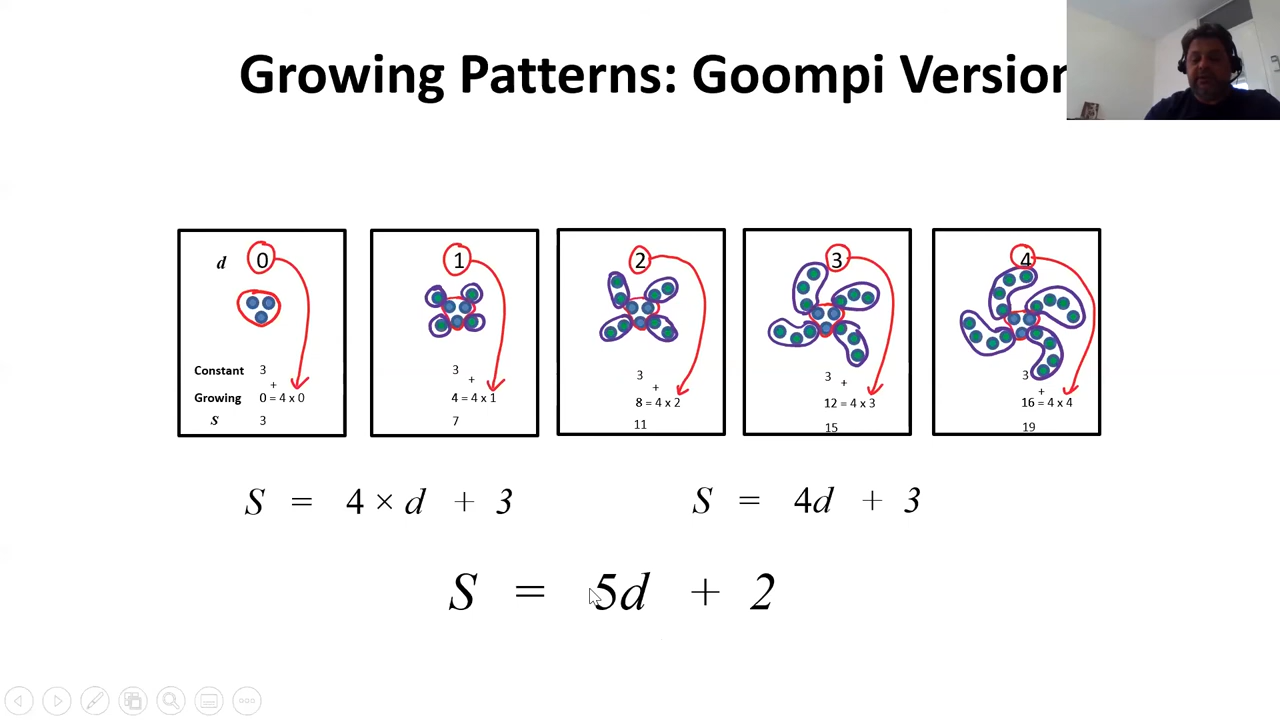 Growing Patterns: Goompi Version
d 0 1 2 3 4
Constant 3 3 3 3 3
+ + + + +
Growing 0 = 4 x 0 4 = 4 x 1 8 = 4 x 2 12 = 4 x 3 16 = 4 x 4
S 3 7 11 15 19
S = 4 × d + 3 S = 4d + 3
S = 5d + 2